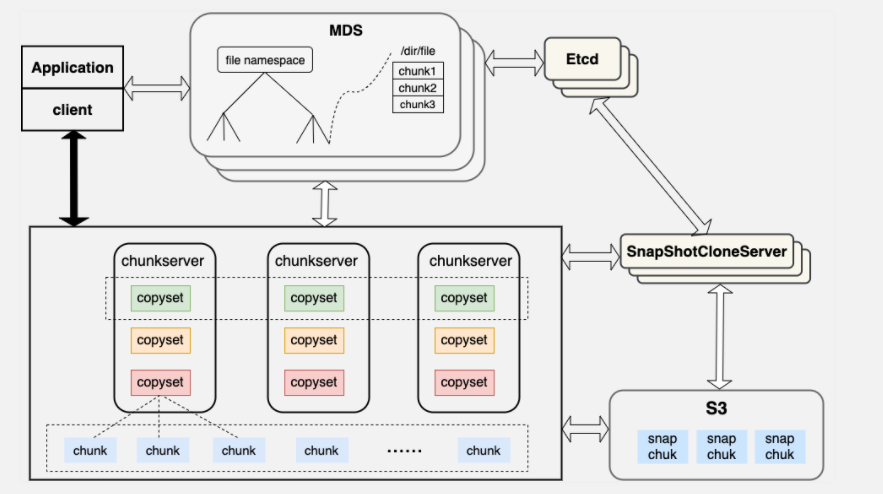 MDS
Application
client
file namespace
/dir/file
chunk1
chunk2
chunk3
Etcd
chunkserver
chunkserver
chunkserver
copyset
copyset
copyset
copyset
copyset
copyset
copyset
copyset
copyset
chunk
chunk
chunk
chunk
......
chunk
SnapShotCloneServer
S3
snap
chuk
snap
chuk
snap
chuk